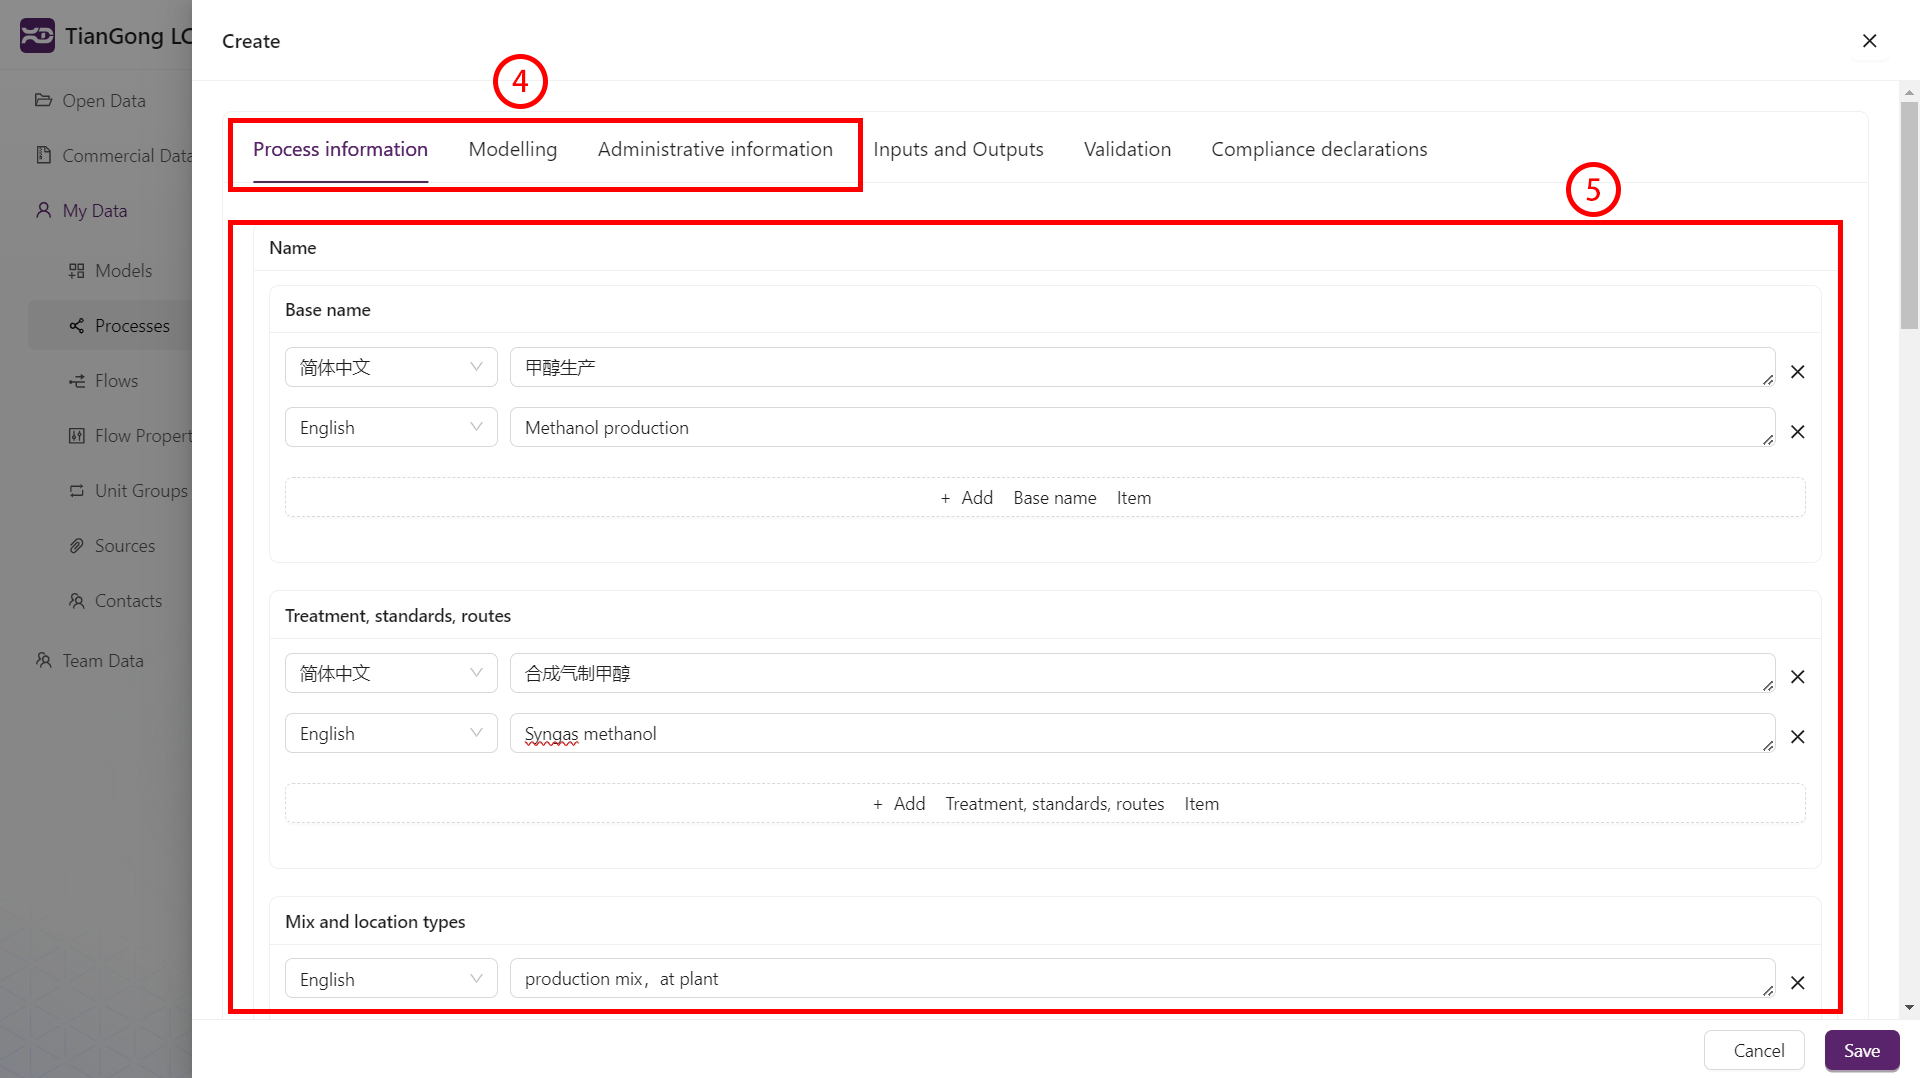 TianGong LC
Create
4
Open Data
Commercial Data
My Data
Models
Processes
Flows
Flow Propert
Unit Groups
Sources
Contacts
Team Data
Process information
Modelling
Administrative information
Inputs and Outputs
Validation
Compliance declarations
5
Name
Base name
简体中文
甲醇生产
English
Methanol production
+ Add Base name Item
Treatment, standards, routes
简体中文
合成气制甲醇
English
Syngas methanol
+ Add Treatment, standards, routes Item
Mix and location types
English
production mix，at plant
Cancel
Save